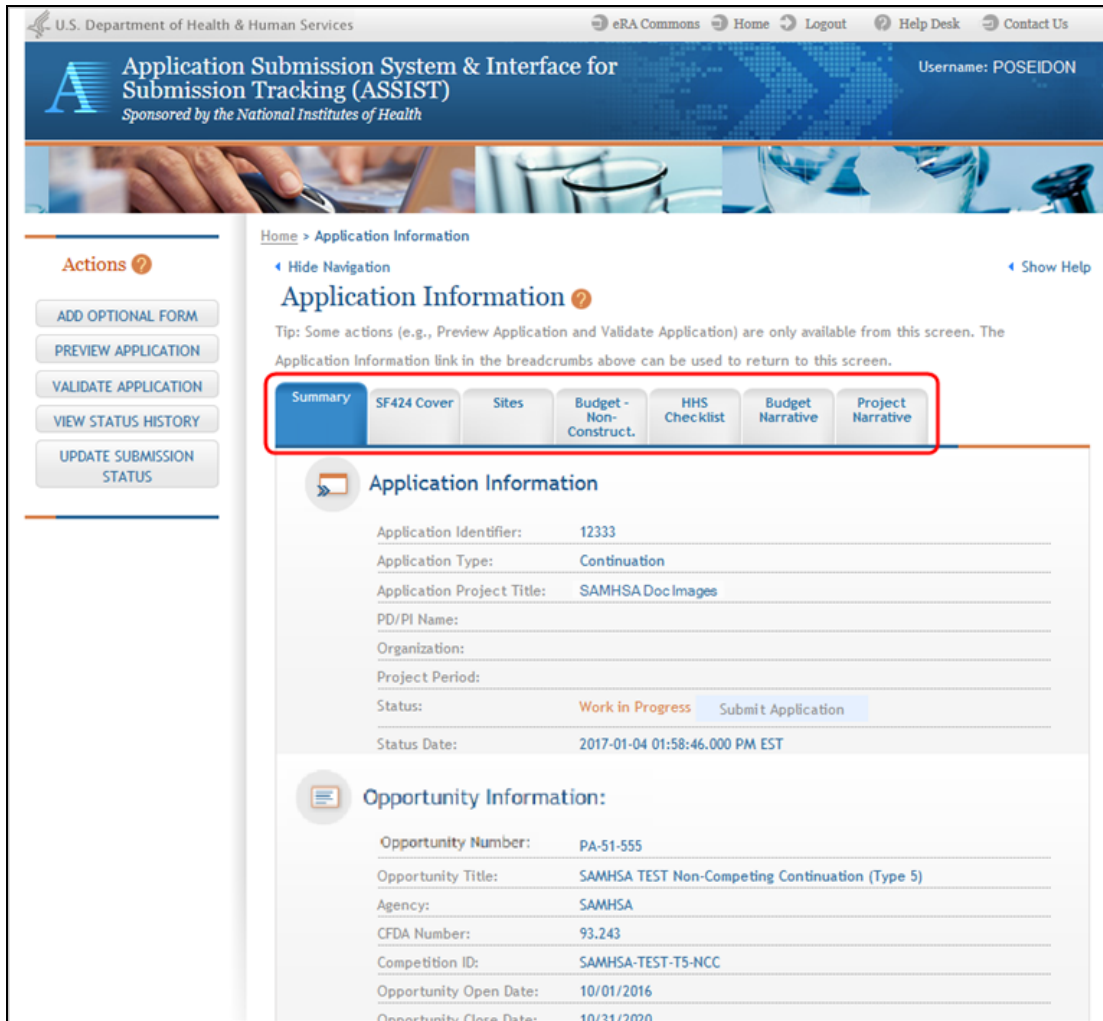 U.S. Department of Health & Human Services
eRA Commons Home Logout Help Desk Contact Us
Application Submission System & Interface for
Submission Tracking (ASSIST)
Sponsored by the National Institutes of Health
Username: POSEIDON
A
Home > Application Information
Actions ?
Hide Navigation
Show Help
Application Information ?
Tip: Some actions (e.g., Preview Application and Validate Application) are only available from this screen. The
Application Information link in the breadcrumbs above can be used to return to this screen.
ADD OPTIONAL FORM
PREVIEW APPLICATION
VALIDATE APPLICATION
VIEW STATUS HISTORY
UPDATE SUBMISSION
STATUS
Summary
SF424 Cover
Sites
Budget -
Non-
Construct.
HHS
Checklist
Budget
Narrative
Project
Narrative
Application Information
Application Identifier: 12333
Application Type: Continuation
Application Project Title: SAMHSA Doc Images
PD/PI Name:
Organization:
Project Period:
Status: Work in Progress Submit Application
Status Date: 2017-01-04 01:58:46.000 PM EST
Opportunity Information:
Opportunity Number: PA-51-555
Opportunity Title: SAMHSA TEST Non-Competing Continuation (Type 5)
Agency: SAMHSA
CFDA Number: 93.243
Competition ID: SAMHSA-TEST-T5-NCC
Opportunity Open Date: 10/01/2016
Opportunity Close Date: 10/31/2020